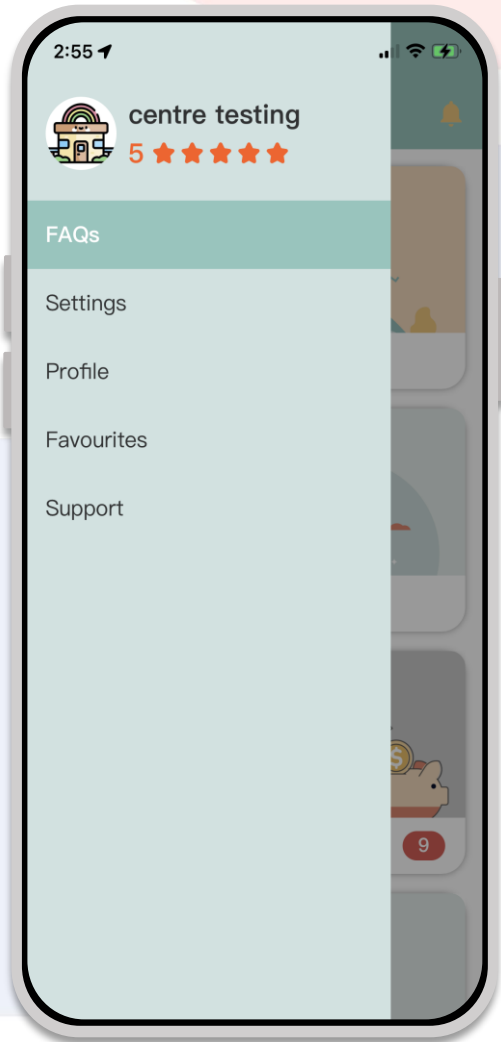 2:55
centre testing
5
FAQs
Settings
Profile
Favourites
Support
$
9